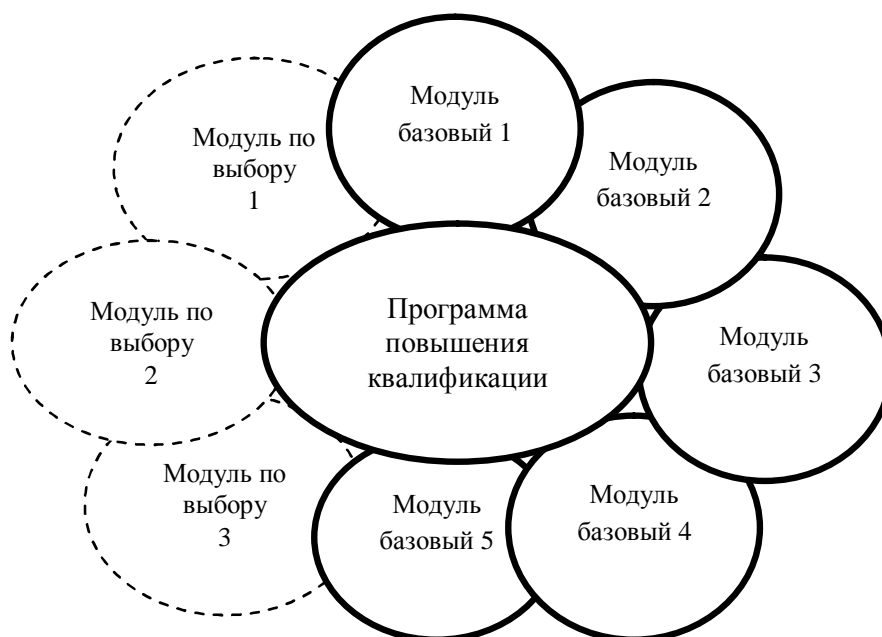 Модуль
базовый 1
Модуль по
выбору
1
Модуль
базовый 2
Модуль по
выбору
2
Программа
повышения
квалификации
Модуль
базовый 3
Модуль по
выбору
3
Модуль
базовый 5
Модуль
базовый 4